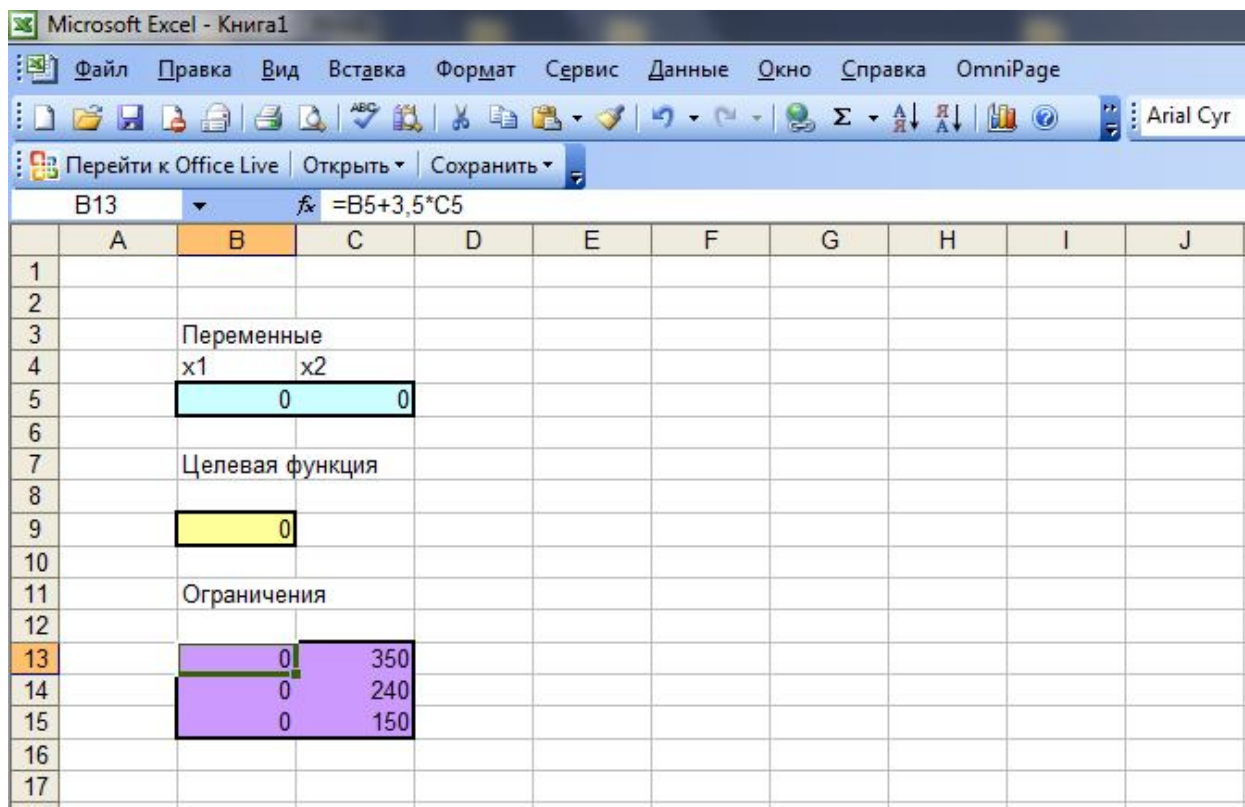 Microsoft Excel - Книга1
Файл Правка Вид Вставка Формат Сервис Данные Окно Справка OmniPage
Arial Cyr
Перейти к Office Live Открыть Сохранить
B13 fx =B5+3,5*C5
A B C D E F G H I J
1
2
3 Переменные
4 x1 x2
5 0 0
6
7 Целевая функция
8
9 0
10
11 Ограничения
12
13 0 350
14 0 240
15 0 150
16
17